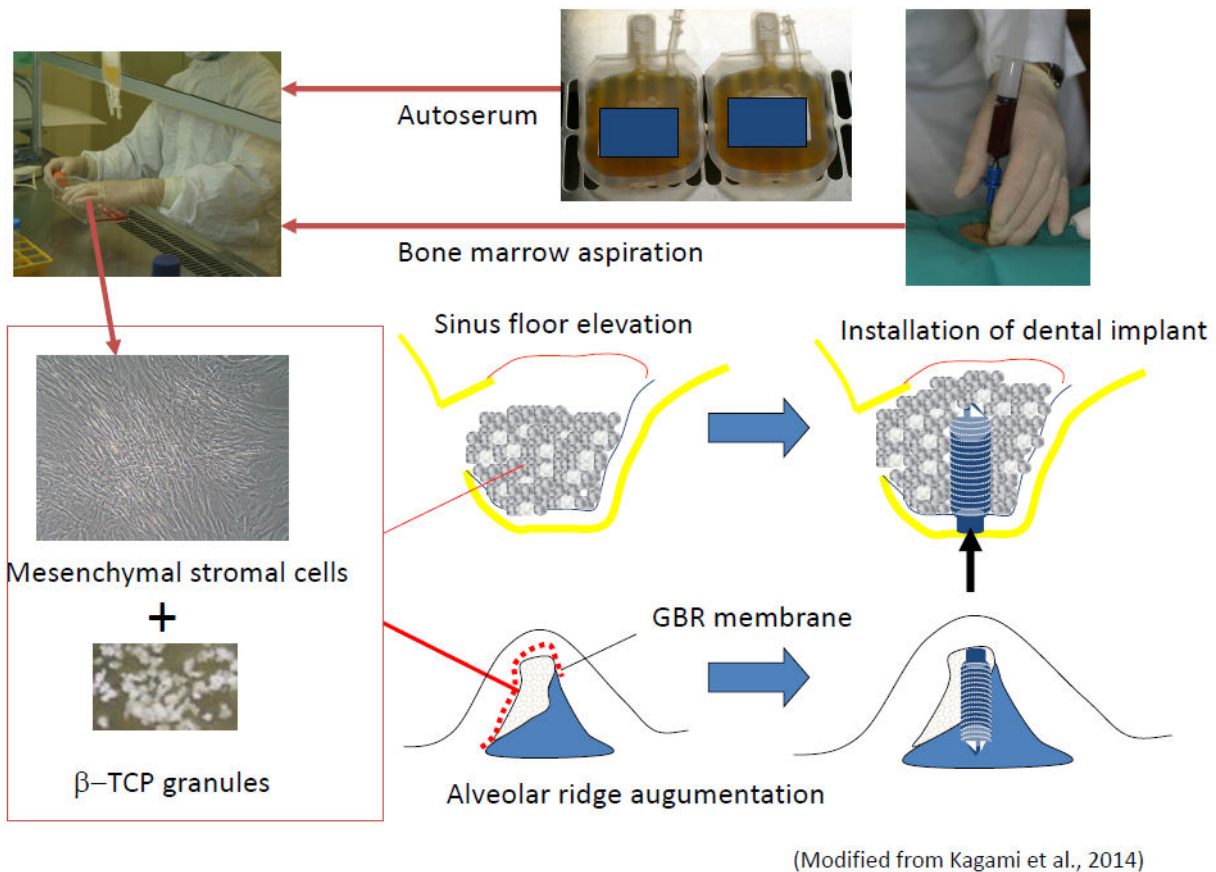 Autoserum
Bone marrow aspiration
Sinus floor elevation
Installation of dental implant
Mesenchymal stromal cells
+
β–TCP granules
GBR membrane
Alveolar ridge augumentation
(Modified from Kagami et al., 2014)